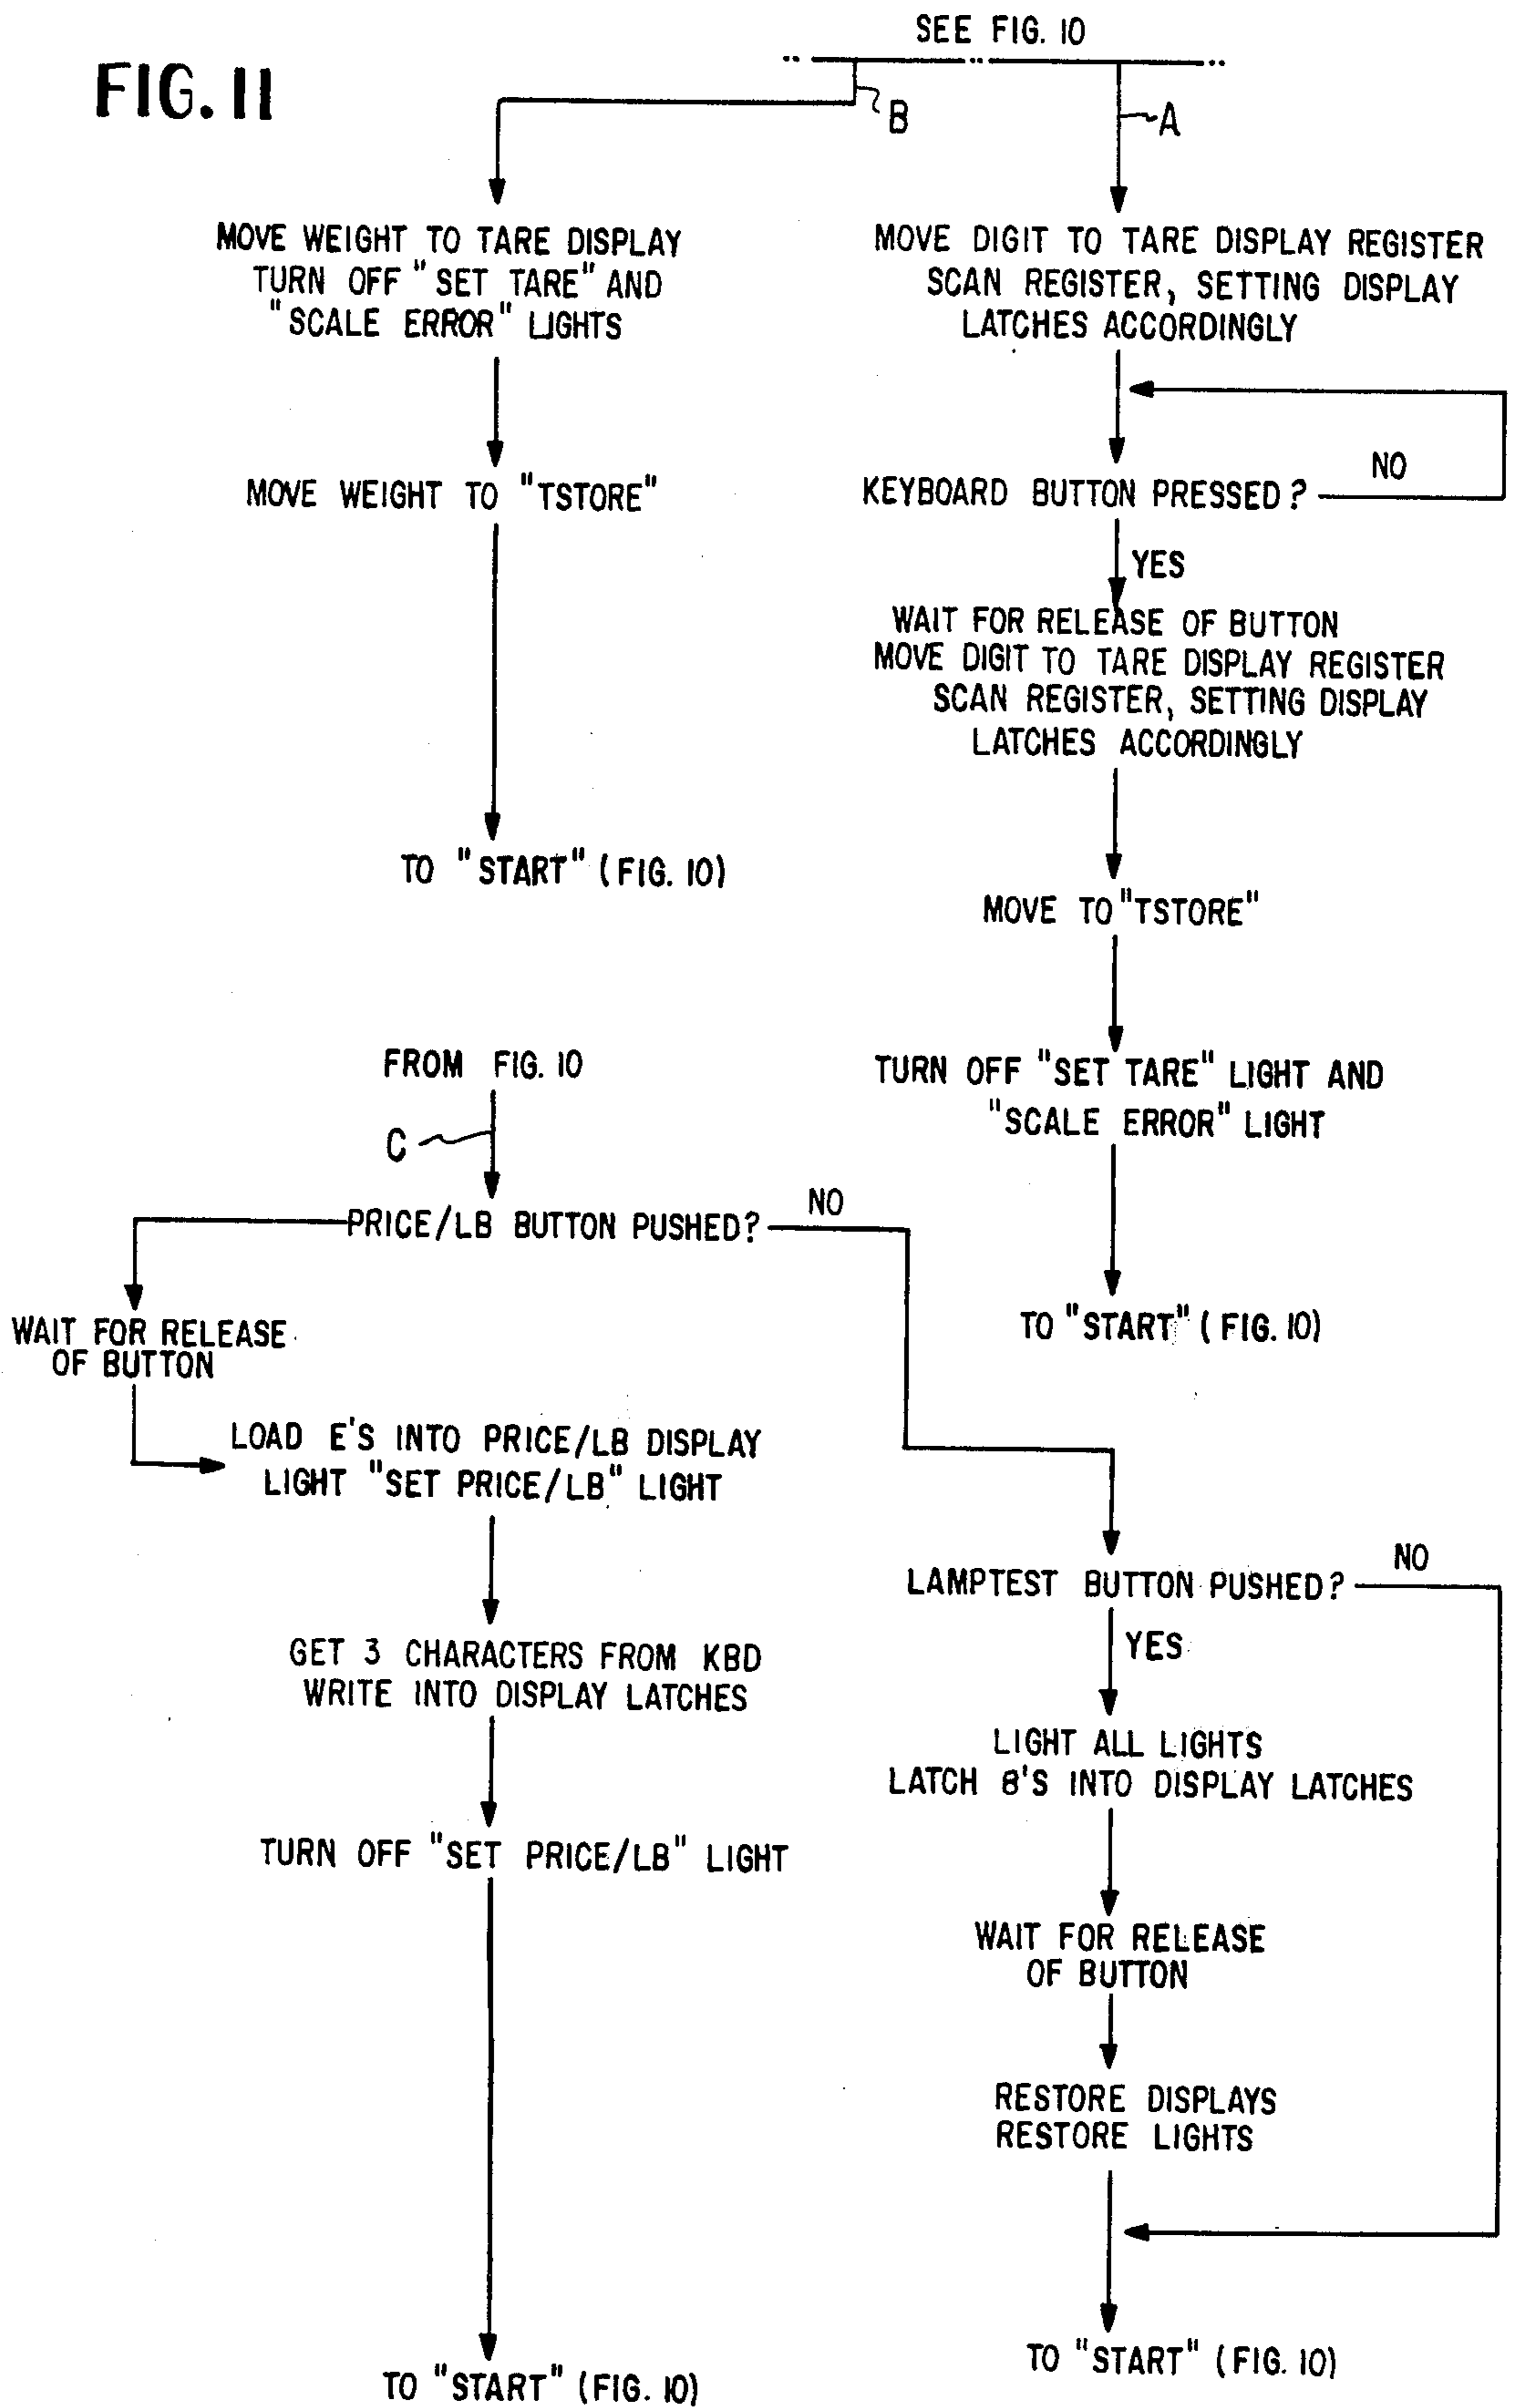 FIG. 11
SEE FIG. 10
B
A
MOVE WEIGHT TO TARE DISPLAY
TURN OFF "SET TARE" AND
"SCALE ERROR" LIGHTS
MOVE WEIGHT TO "TSTORE"
TO "START" (FIG. 10)
MOVE DIGIT TO TARE DISPLAY REGISTER
SCAN REGISTER, SETTING DISPLAY
LATCHES ACCORDINGLY
KEYBOARD BUTTON PRESSED?
NO
YES
WAIT FOR RELEASE OF BUTTON
MOVE DIGIT TO TARE DISPLAY REGISTER
SCAN REGISTER, SETTING DISPLAY
LATCHES ACCORDINGLY
MOVE TO "TSTORE"
TURN OFF "SET TARE" LIGHT AND
"SCALE ERROR" LIGHT
TO "START" (FIG. 10)
FROM FIG. 10
C
PRICE/LB BUTTON PUSHED?
NO
WAIT FOR RELEASE
OF BUTTON
LOAD E'S INTO PRICE/LB DISPLAY
LIGHT "SET PRICE/LB" LIGHT
GET 3 CHARACTERS FROM KBD
WRITE INTO DISPLAY LATCHES
TURN OFF "SET PRICE/LB" LIGHT
TO "START" (FIG. 10)
LAMPTEST BUTTON PUSHED?
NO
YES
LIGHT ALL LIGHTS
LATCH 8'S INTO DISPLAY LATCHES
WAIT FOR RELEASE
OF BUTTON
RESTORE DISPLAYS
RESTORE LIGHTS
TO "START" (FIG. 10)